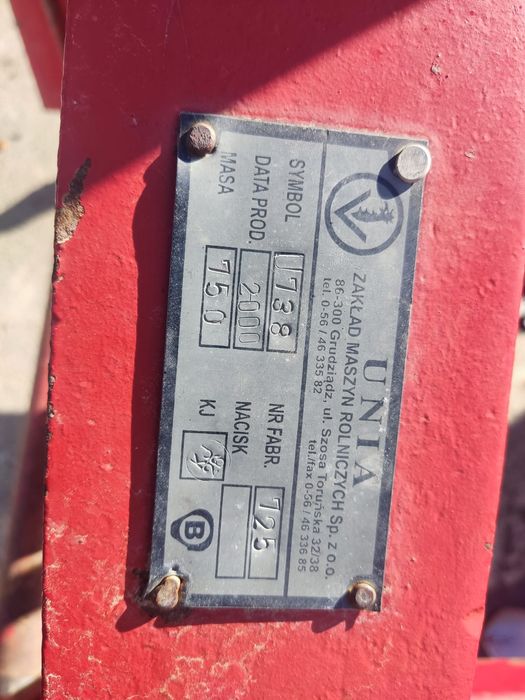 UNIA
ZAKŁAD MASZYN ROLNICZYCH Sp. z o.o.
86-300 Grudziądz, ul. Szosa Toruńska 32/38
tel. 0-56 / 46 335 82 tel./fax 0-56 / 46 336 85
SYMBOL U738 NR FABR. 725
DATA PROD. 2000 NACISK
MASA 750 KJ
B